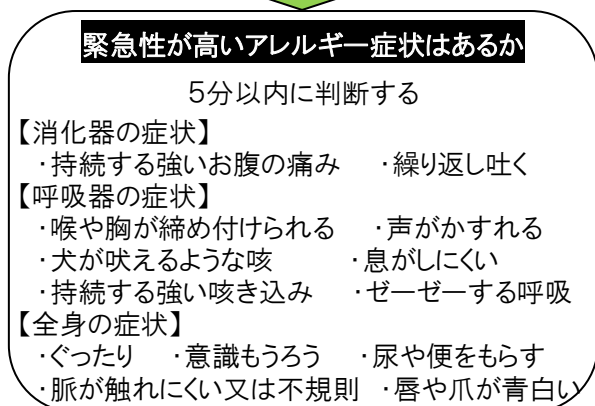 緊急性が高いアレルギー症状はあるか
5分以内に判断する
【消化器の症状】
・持続する強いお腹の痛み　・繰り返し吐く
【呼吸器の症状】
・喉や胸が締め付けられる　・声がかすれる
・犬が吠えるような咳　・息がしにくい
・持続する強い咳き込み　・ゼーゼーする呼吸
【全身の症状】
・ぐったり　・意識もうろう　・尿や便をもらす
・脈が触れにくい又は不規則　・唇や爪が青白い